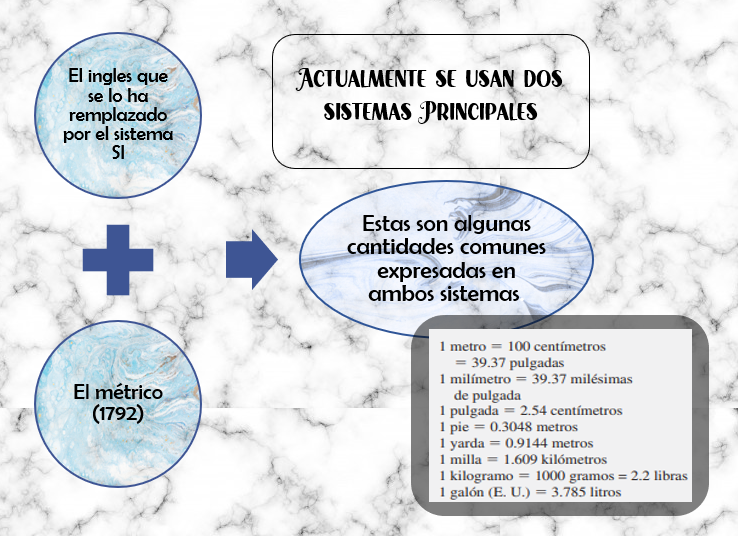 El ingles que
se lo ha
remplazado
por el sistema
SI
Actualmente se usan dos
sistemas Principales
Estas son algunas
cantidades comunes
expresadas en
ambos sistemas
El métrico
(1792)
1 metro = 100 centímetros
= 39.37 pulgadas
1 milímetro = 39.37 milésimas
de pulgada
1 pulgada = 2.54 centímetros
1 pie = 0.3048 metros
1 yarda = 0.9144 metros
1 milla = 1.609 kilómetros
1 kilogramo = 1000 gramos = 2.2 libras
1 galón (E. U.) = 3.785 litros